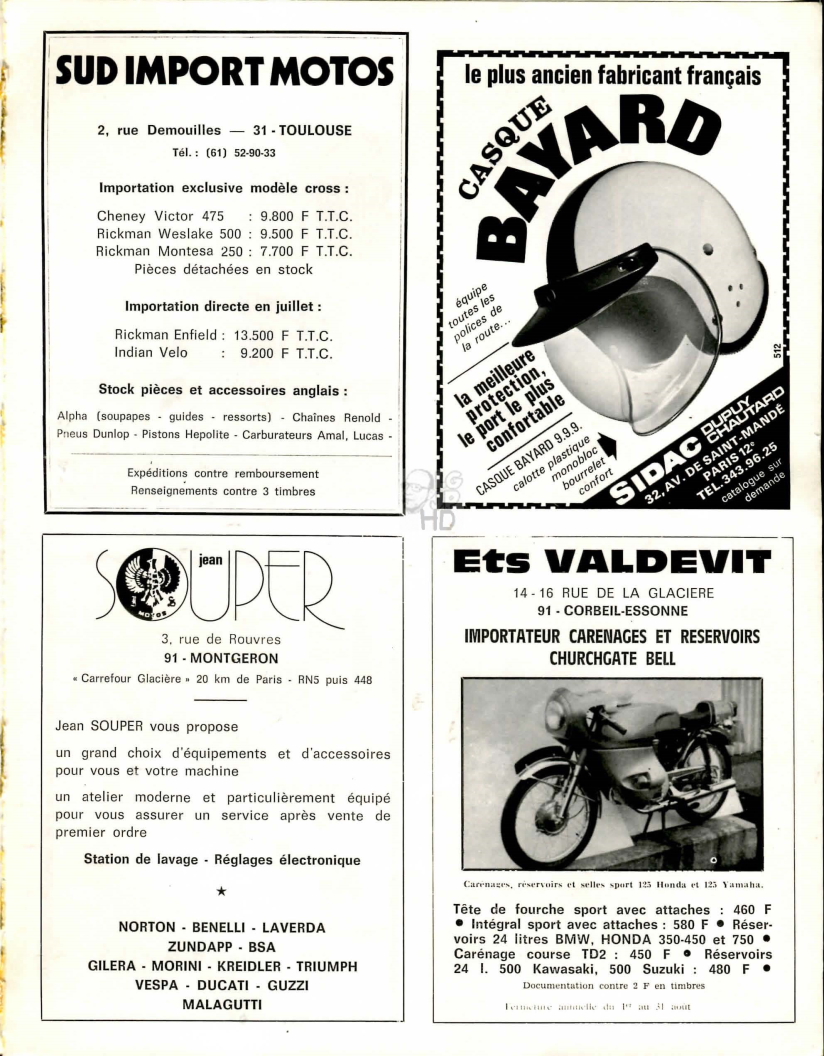 SUD IMPORT MOTOS
2, rue Demouilles — 31 - TOULOUSE
Tél. : (61) 52-90-33
Importation exclusive modèle cross :
Cheney Victor 475 : 9.800 F T.T.C.
Rickman Weslake 500 : 9.500 F T.T.C.
Rickman Montesa 250 : 7.700 F T.T.C.
Pièces détachées en stock
Importation directe en juillet :
Rickman Enfield : 13.500 F T.T.C.
Indian Velo : 9.200 F T.T.C.
Stock pièces et accessoires anglais :
Alpha (soupapes - guides - ressorts) - Chaînes Renold -
Pneus Dunlop - Pistons Hepolite - Carburateurs Amal, Lucas -
Expéditions contre remboursement
Renseignements contre 3 timbres
le plus ancien fabricant français
CASQUE
BAYARD
équipe
toutes les
polices de
la route...
la meilleure
protection,
le port le plus
confortable
CASQUE BAYARD 9.9.9.
calotte plastique
monobloc
bourrelet
confort
SIDAC DUPUY
CHAUTARD
32, AV. DE SAINT-MANDÉ
PARIS 12e
TEL. 343.96.25
catalogue sur
demande
512
HD
jean
SOUPER
MOTOS
3, rue de Rouvres
91 - MONTGERON
« Carrefour Glacière » 20 km de Paris - RN5 puis 448
Jean SOUPER vous propose
un grand choix d'équipements et d'accessoires
pour vous et votre machine
un atelier moderne et particulièrement équipé
pour vous assurer un service après vente de
premier ordre
Station de lavage - Réglages électronique
NORTON - BENELLI - LAVERDA
ZUNDAPP - BSA
GILERA - MORINI - KREIDLER - TRIUMPH
VESPA - DUCATI - GUZZI
MALAGUTTI
Ets VALDEVIT
14 - 16 RUE DE LA GLACIERE
91 - CORBEIL-ESSONNE
IMPORTATEUR CARENAGES ET RESERVOIRS
CHURCHGATE BELL
Carénages, réservoirs et selles sport 125 Honda et 125 Yamaha.
Tête de fourche sport avec attaches : 460 F
• Intégral sport avec attaches : 580 F • Réser-
voirs 24 litres BMW, HONDA 350-450 et 750 •
Carénage course TD2 : 450 F • Réservoirs
24 l. 500 Kawasaki, 500 Suzuki : 480 F •
Documentation contre 2 F en timbres
Fermeture annuelle du 1er au 31 août